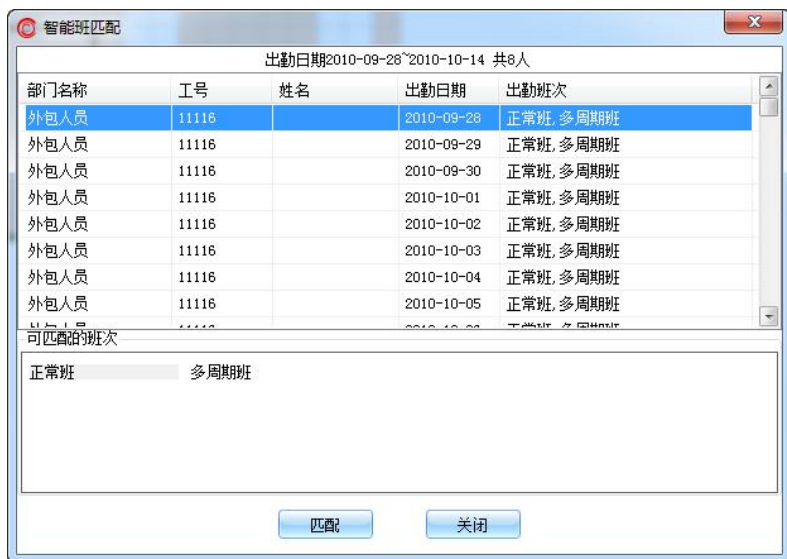 智能班匹配
出勤日期2010-09-28~2010-10-14 共8人
部门名称 工号 姓名 出勤日期 出勤班次
外包人员 11116 2010-09-28 正常班,多周期班
外包人员 11116 2010-09-29 正常班,多周期班
外包人员 11116 2010-09-30 正常班,多周期班
外包人员 11116 2010-10-01 正常班,多周期班
外包人员 11116 2010-10-02 正常班,多周期班
外包人员 11116 2010-10-03 正常班,多周期班
外包人员 11116 2010-10-04 正常班,多周期班
外包人员 11116 2010-10-05 正常班,多周期班
可匹配的班次
正常班 多周期班
匹配 关闭